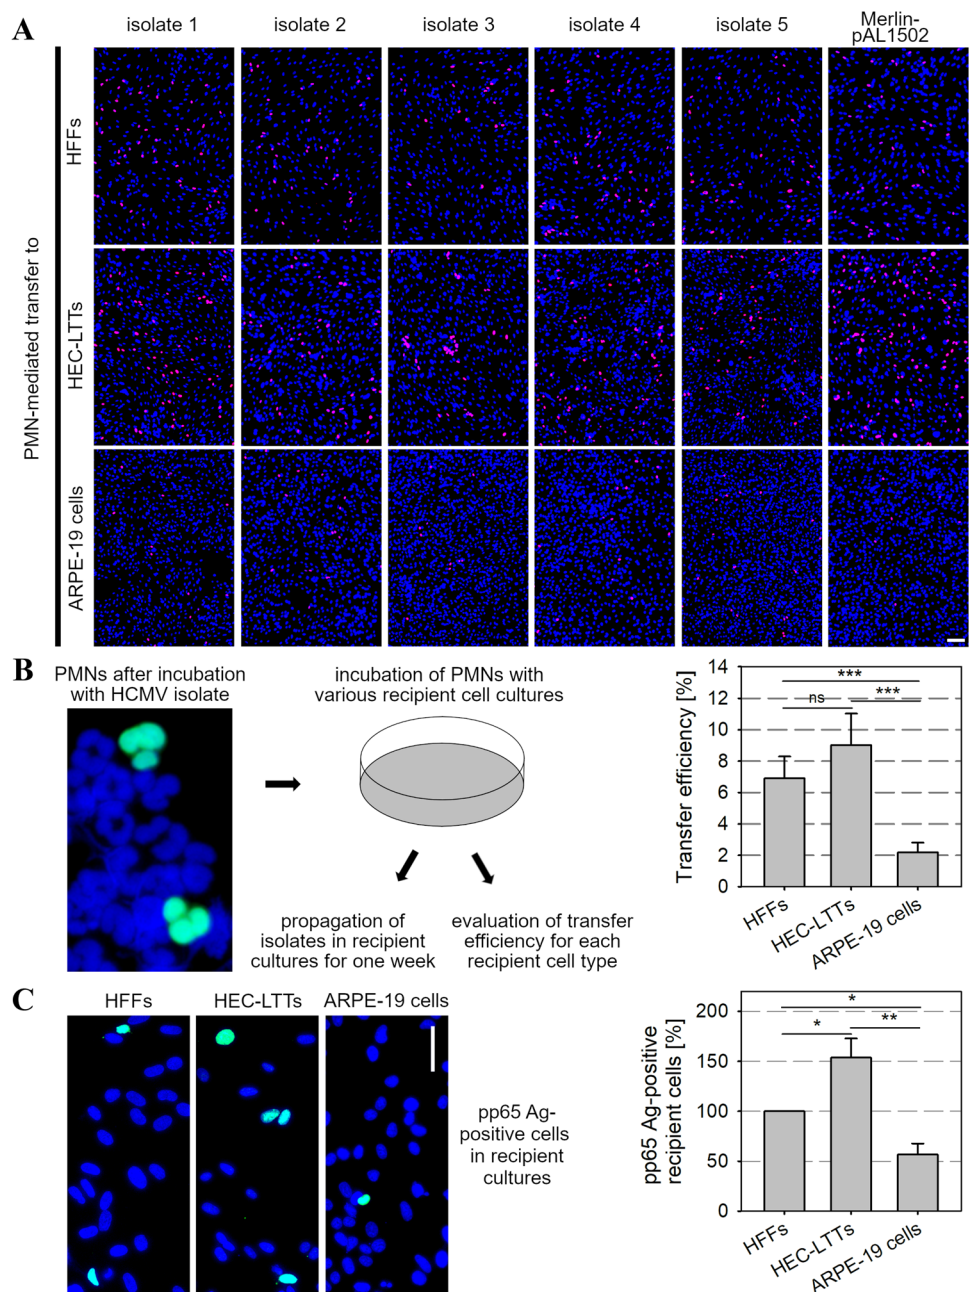 A
isolate 1
isolate 2
isolate 3
isolate 4
isolate 5
Merlin-
pAL1502
PMN-mediated transfer to
HFFs
HEC-LTTs
ARPE-19 cells
B
PMNs after incubation
with HCMV isolate
incubation of PMNs with
various recipient cell cultures
propagation of
isolates in recipient
cultures for one week
evaluation of transfer
efficiency for each
recipient cell type
Transfer efficiency [%]
14
12
10
8
6
4
2
0
***
ns
***
HFFs
HEC-LTTs
ARPE-19 cells
C
HFFs
HEC-LTTs
ARPE-19 cells
pp65 Ag-
positive cells
in recipient
cultures
pp65 Ag-positive
recipient cells [%]
200
150
100
50
0
*
*
**
HFFs
HEC-LTTs
ARPE-19 cells